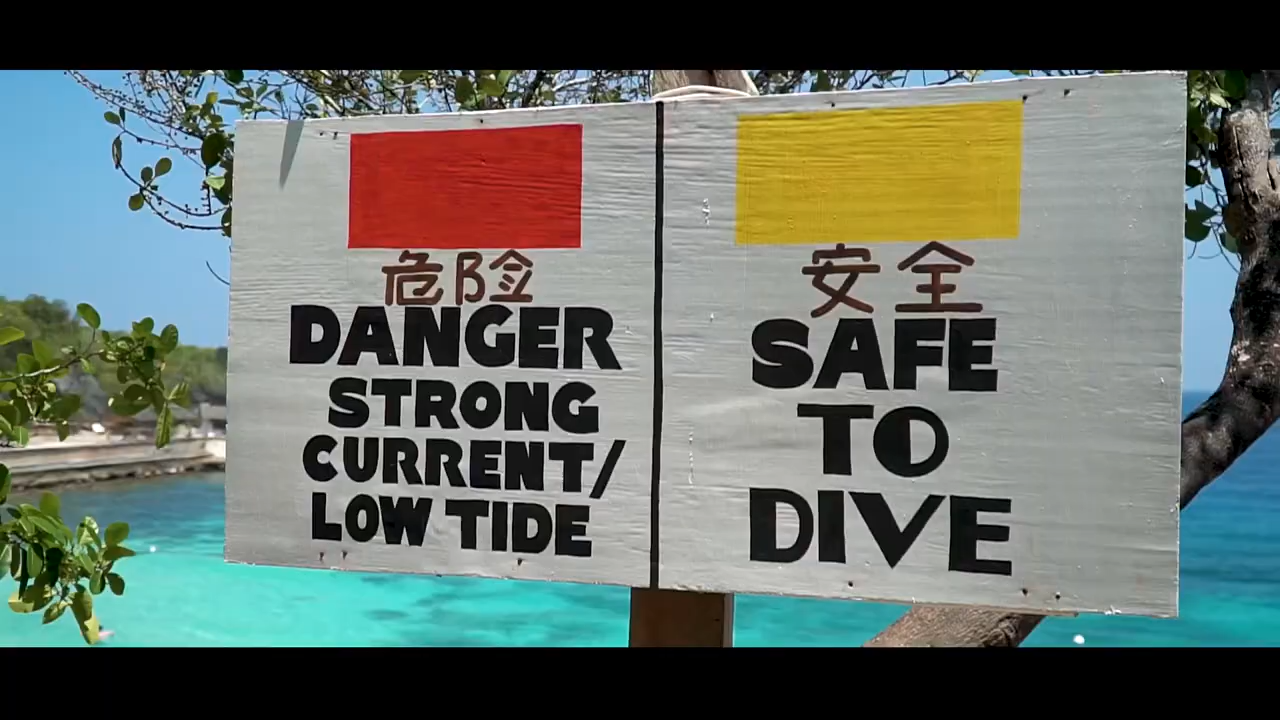 危险
DANGER
STRONG
CURRENT/
LOW TIDE
安全
SAFE
TO
DIVE